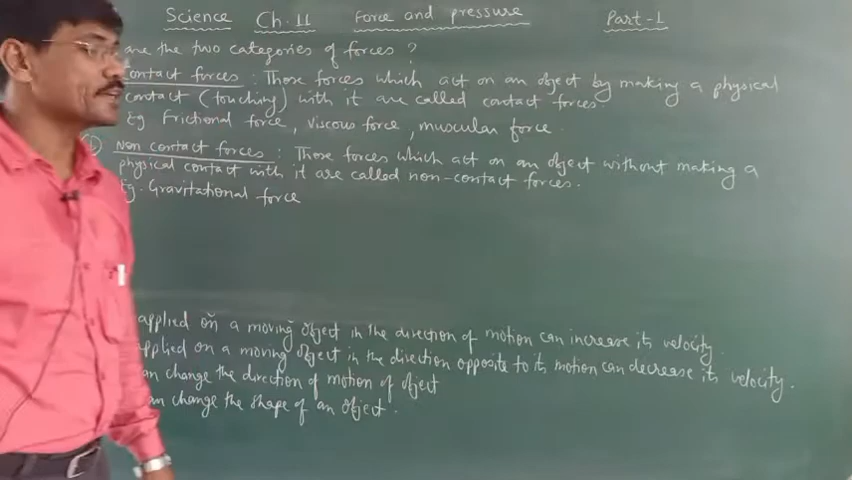 Science Ch. 11 Force and pressure Part-1
are the two categories of forces ?
Contact forces : Those forces which act on an object by making a physical
contact (touching) with it are called contact forces.
Eg Frictional force, viscous force, muscular force.
Non contact forces : Those forces which act on an object without making a
physical contact with it are called non-contact forces.
Eg. Gravitational force
applied on a moving object in the direction of motion can increase its velocity.
applied on a moving object in the direction opposite to its motion can decrease its velocity.
can change the direction of motion of object
can change the shape of an object.